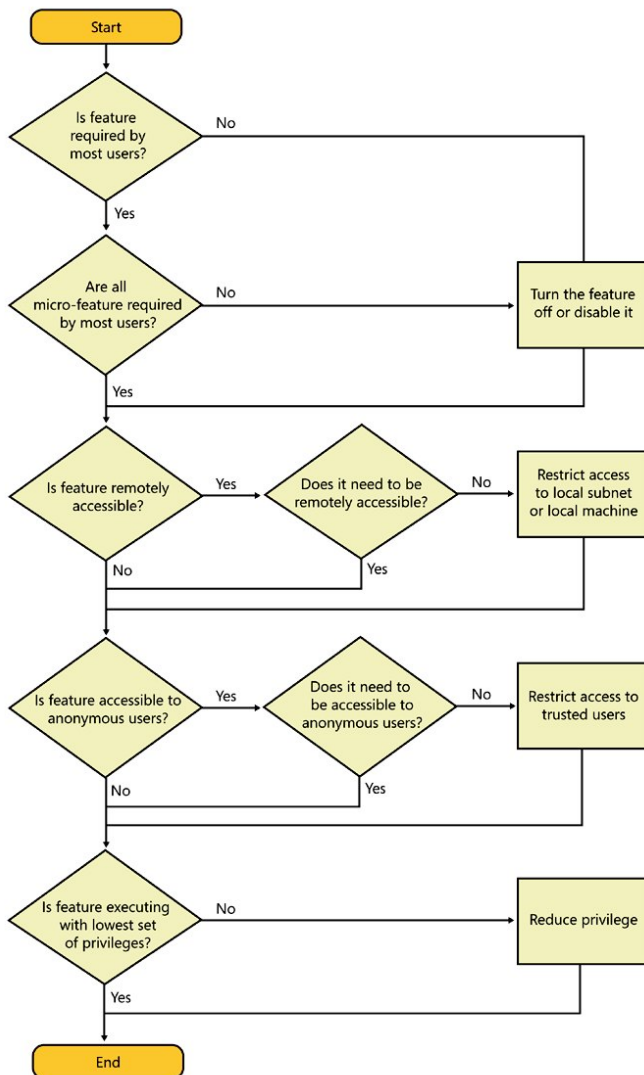 Start
Is feature
required by
most users?
No
Yes
Are all
micro-feature required
by most users?
No
Turn the feature
off or disable it
Yes
Is feature remotely
accessible?
Yes
Does it need to be
remotely accessible?
No
Restrict access
to local subnet
or local machine
No
Yes
Is feature accessible to
anonymous users?
Yes
Does it need to
be accessible to
anonymous users?
No
Restrict access to
trusted users
No
Yes
Is feature executing
with lowest set
of privileges?
No
Reduce privilege
Yes
End